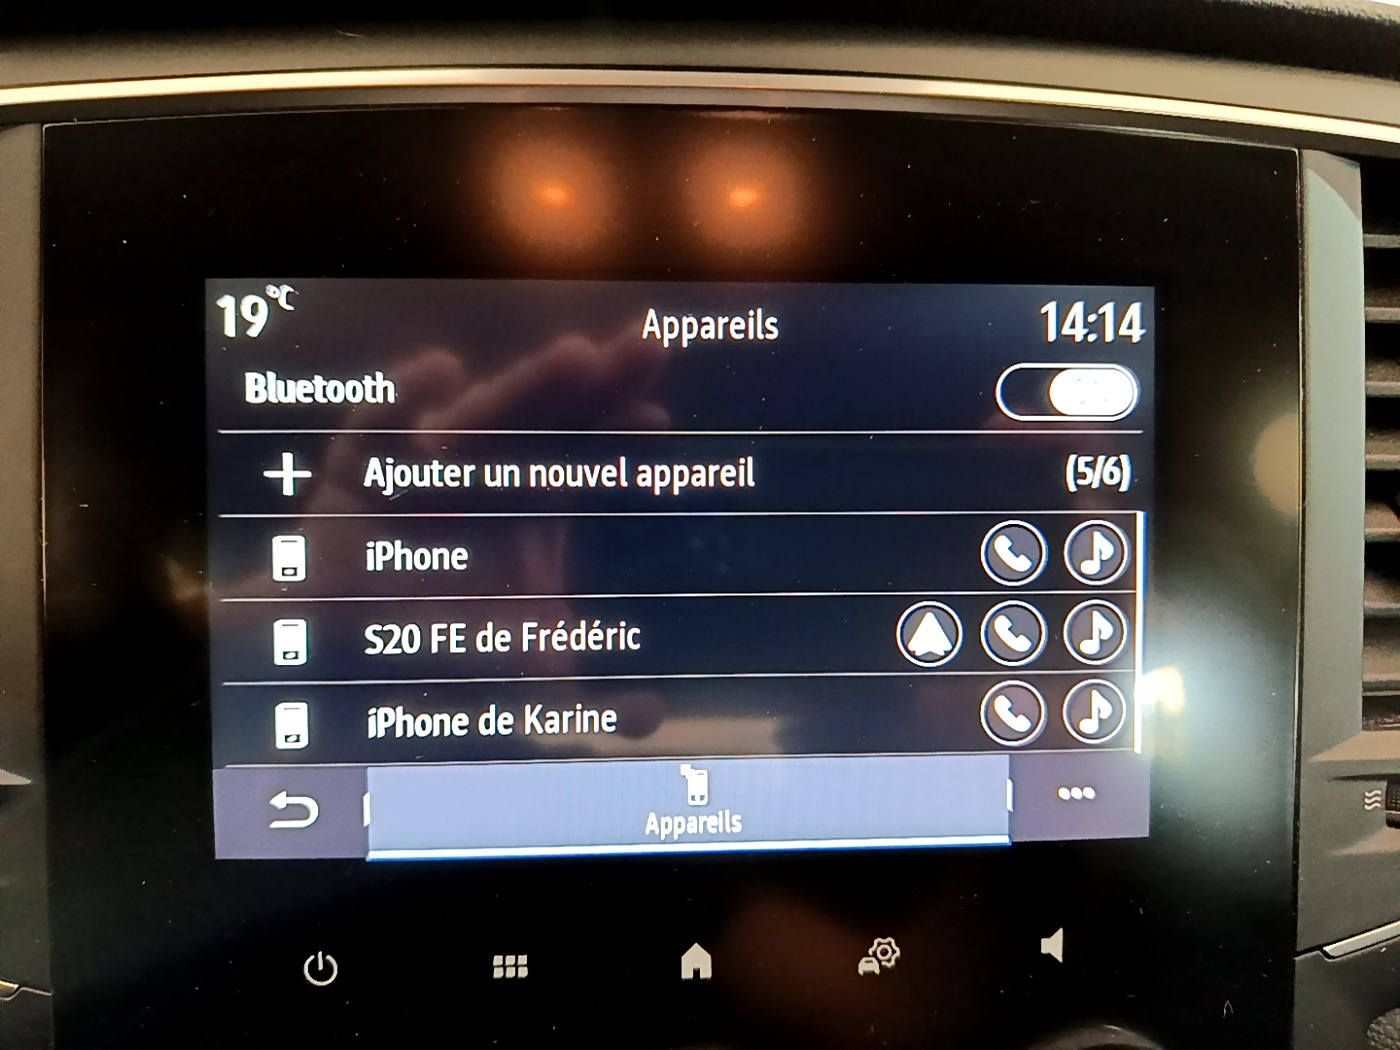 19°C
Appareils
14:14
Bluetooth
Ajouter un nouvel appareil
(5/6)
iPhone
S20 FE de Frédéric
iPhone de Karine
Appareils